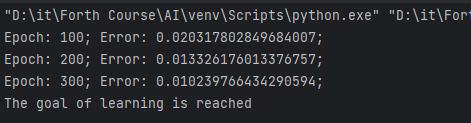 "D:\it\Forth Course\AI\venv\Scripts\python.exe" "D:\it\Fort
Epoch: 100; Error: 0.020317802849684007;
Epoch: 200; Error: 0.013326176013376757;
Epoch: 300; Error: 0.010239766434290594;
The goal of learning is reached